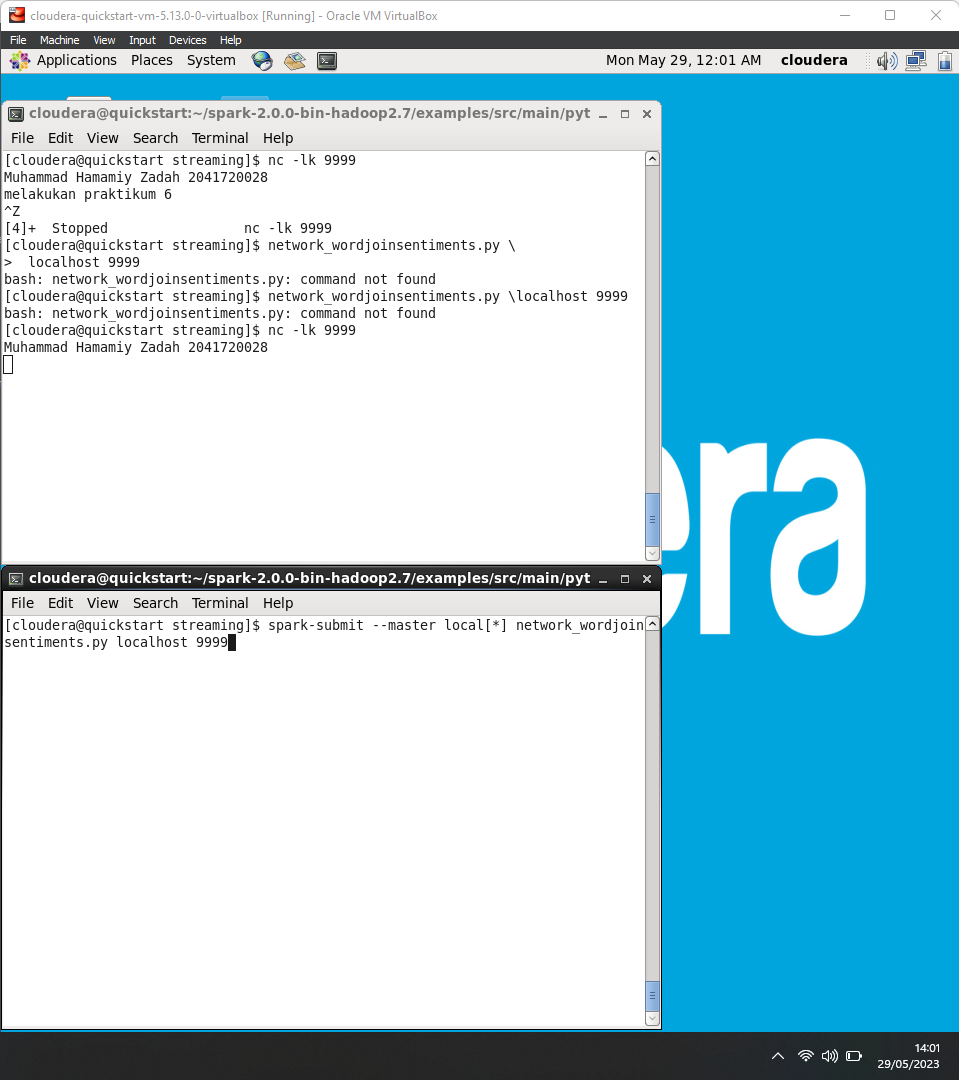 cloudera-quickstart-vm-5.13.0-0-virtualbox [Running] - Oracle VM VirtualBox
File Machine View Input Devices Help
Applications Places System Mon May 29, 12:01 AM cloudera
cloudera@quickstart:~/spark-2.0.0-bin-hadoop2.7/examples/src/main/pyt
File Edit View Search Terminal Help
[cloudera@quickstart streaming]$ nc -lk 9999
Muhammad Hamamiy Zadah 2041720028
melakukan praktikum 6
^Z
[4]+  Stopped                 nc -lk 9999
[cloudera@quickstart streaming]$ network_wordjoinsentiments.py \
>  localhost 9999
bash: network_wordjoinsentiments.py: command not found
[cloudera@quickstart streaming]$ network_wordjoinsentiments.py \localhost 9999
bash: network_wordjoinsentiments.py: command not found
[cloudera@quickstart streaming]$ nc -lk 9999
Muhammad Hamamiy Zadah 2041720028
era
cloudera@quickstart:~/spark-2.0.0-bin-hadoop2.7/examples/src/main/pyt
File Edit View Search Terminal Help
[cloudera@quickstart streaming]$ spark-submit --master local[*] network_wordjoin
sentiments.py localhost 9999
14:01
29/05/2023